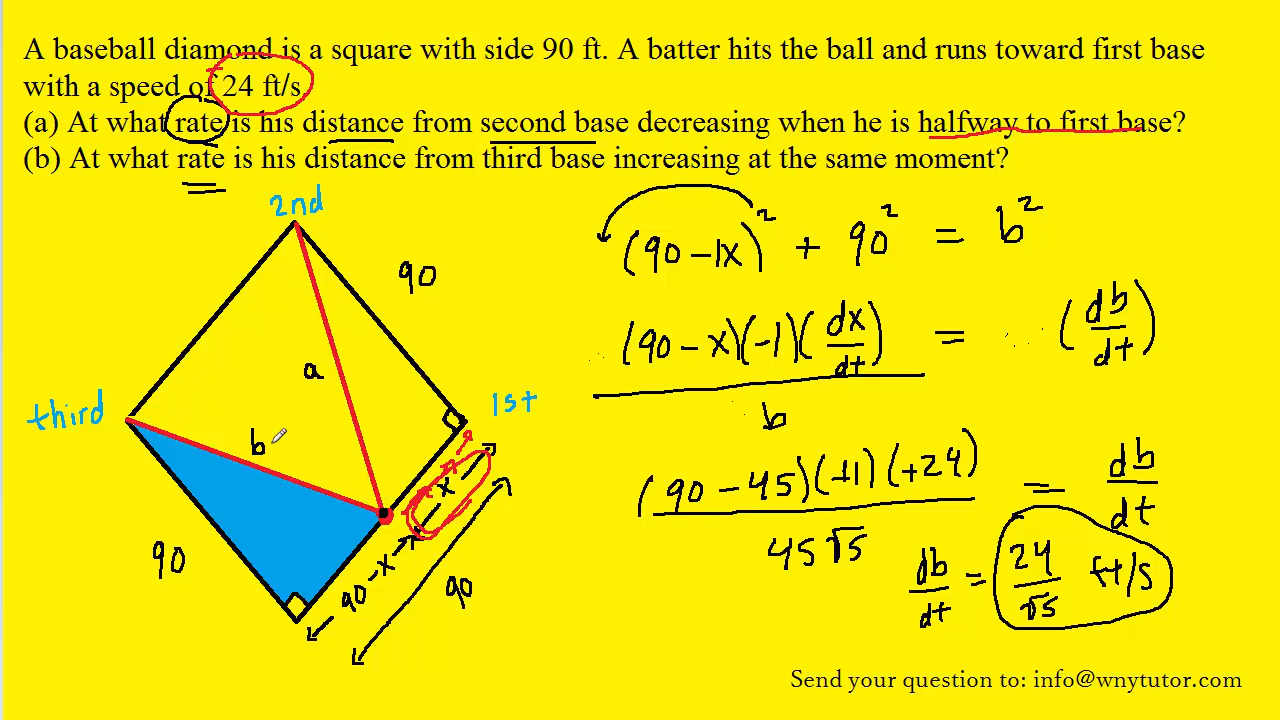 A baseball diamond is a square with side 90 ft. A batter hits the ball and runs toward first base
with a speed of 24 ft/s.
(a) At what rate is his distance from second base decreasing when he is halfway to first base?
(b) At what rate is his distance from third base increasing at the same moment?
2nd
90
a
third
1st
b
x
90 - x
90
90
(90 - 1x)² + 90² = b²
(90 - x)(-1)(dx/dt) = (db/dt)
b
(90 - 45)(+1)(+24) = db/dt
45√5
db/dt = 24/√5 ft/s
Send your question to: info@wnytutor.com